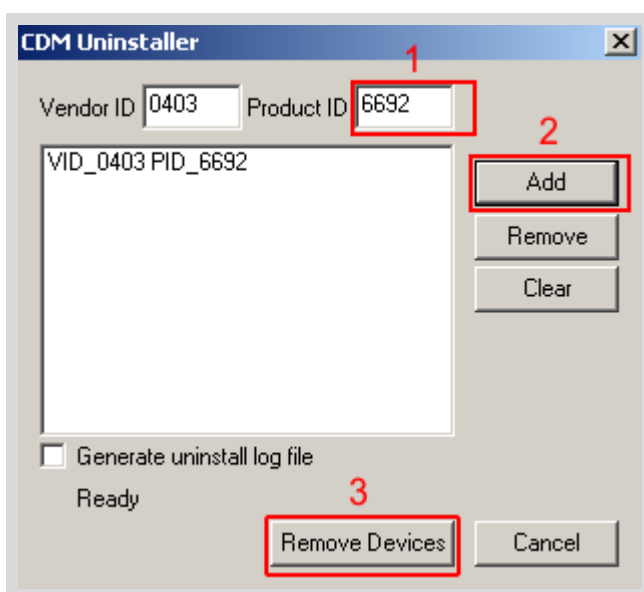 CDM Uninstaller
1
Vendor ID 0403 Product ID 6692
2
VID_0403 PID_6692
Add
Remove
Clear
Generate uninstall log file
Ready
3
Remove Devices Cancel